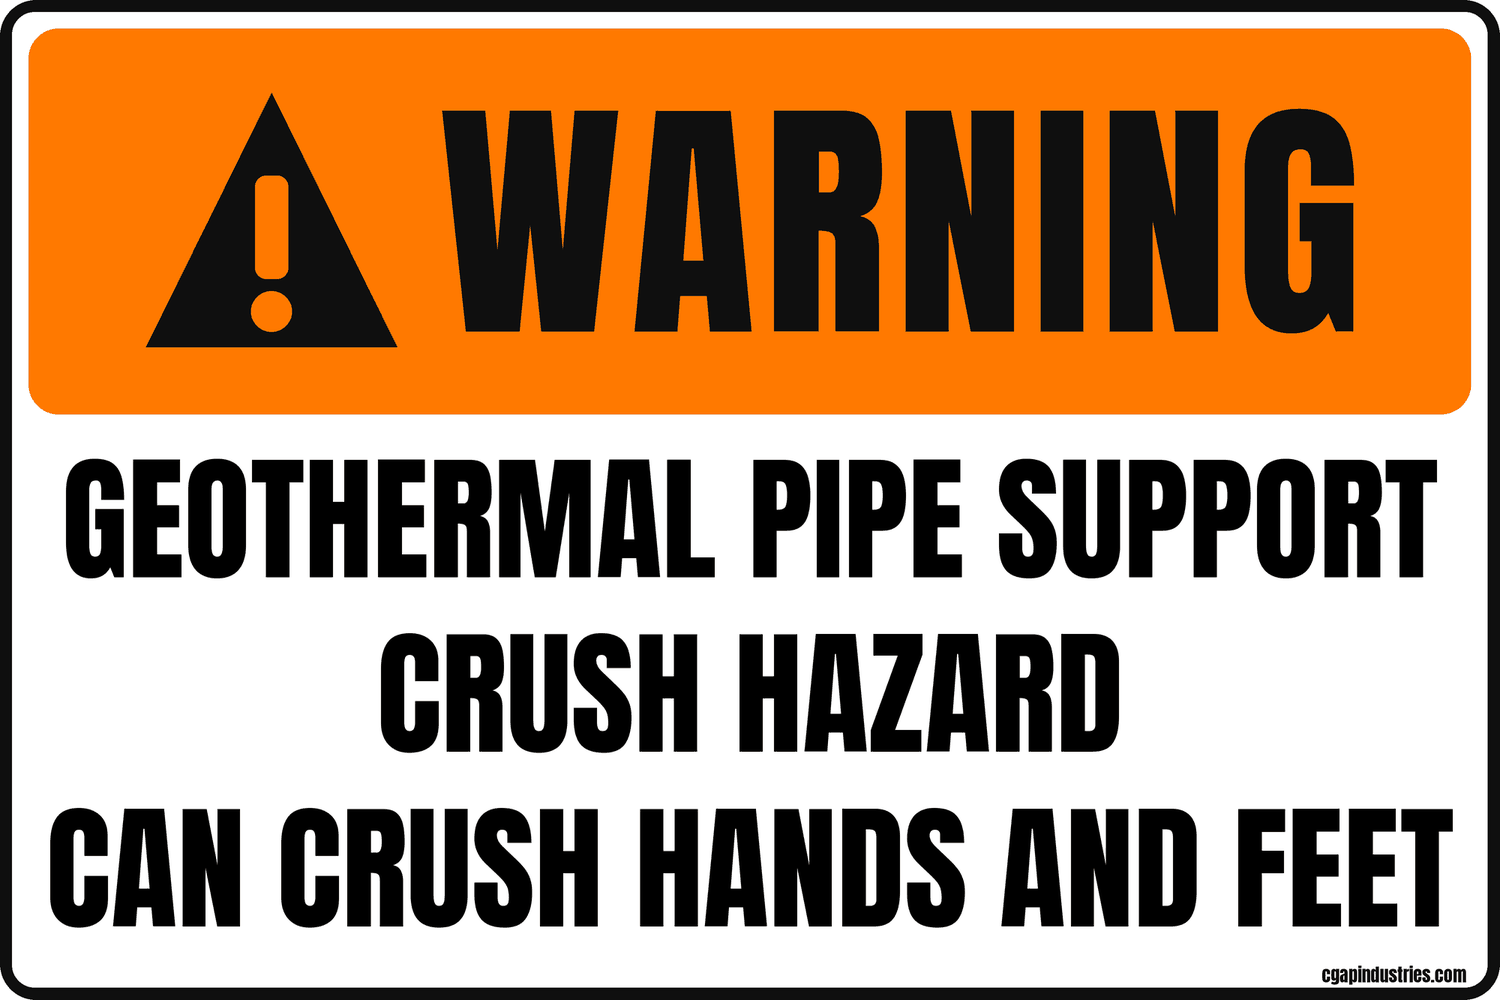 WARNING
GEOTHERMAL PIPE SUPPORT
CRUSH HAZARD
CAN CRUSH HANDS AND FEET
cgapindustries.com